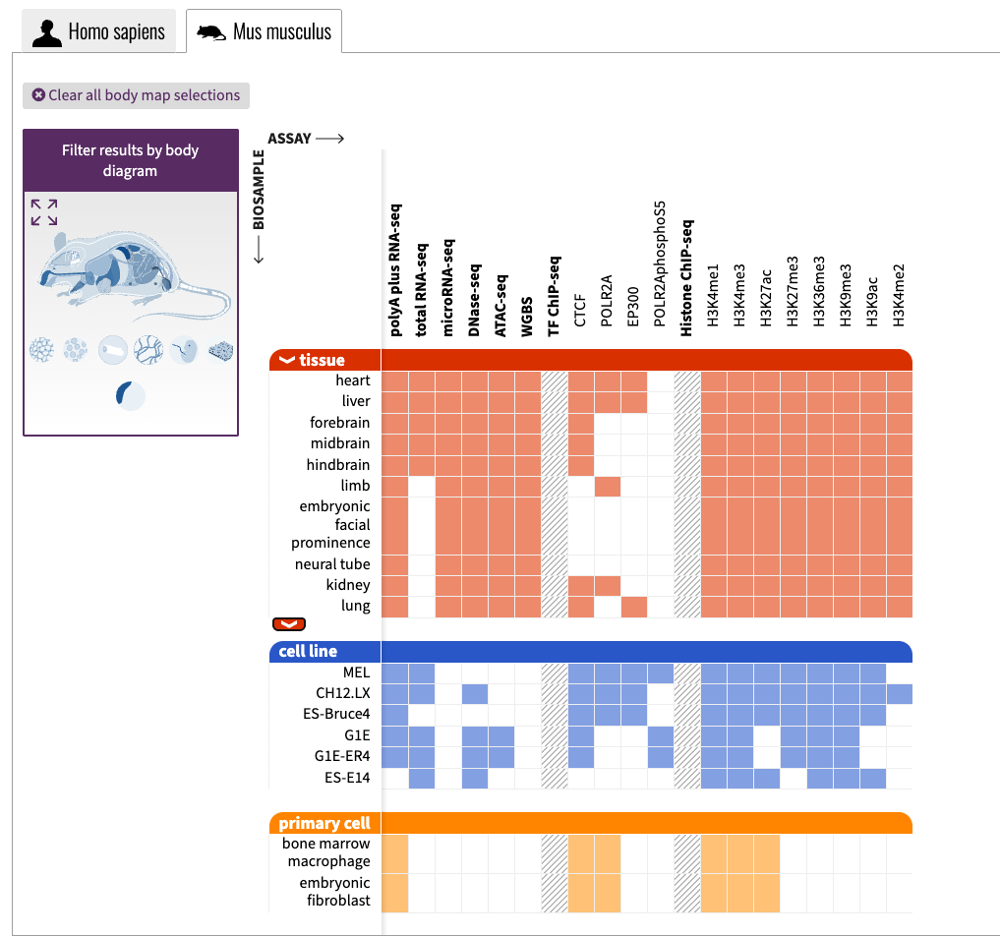 Homo sapiens
Mus musculus
Clear all body map selections
Filter results by body
diagram
ASSAY
BIOSAMPLE
polyA plus RNA-seq
total RNA-seq
microRNA-seq
DNase-seq
ATAC-seq
WGBS
TF ChIP-seq
CTCF
POLR2A
EP300
POLR2AphosphoS5
Histone ChIP-seq
H3K4me1
H3K4me3
H3K27ac
H3K27me3
H3K36me3
H3K9me3
H3K9ac
H3K4me2
tissue
heart
liver
forebrain
midbrain
hindbrain
limb
embryonic
facial
prominence
neural tube
kidney
lung
cell line
MEL
CH12.LX
ES-Bruce4
G1E
G1E-ER4
ES-E14
primary cell
bone marrow
macrophage
embryonic
fibroblast